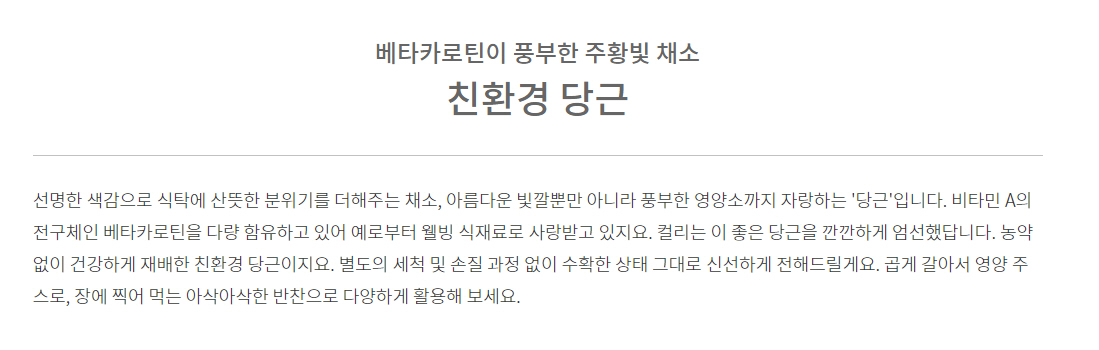 베타카로틴이 풍부한 주황빛 채소
친환경 당근
선명한 색감으로 식탁에 산뜻한 분위기를 더해주는 채소, 아름다운 빛깔뿐만 아니라 풍부한 영양소까지 자랑하는 '당근'입니다. 비타민 A의
전구체인 베타카로틴을 다량 함유하고 있어 예로부터 웰빙 식재료로 사랑받고 있지요. 컬리는 이 좋은 당근을 깐깐하게 엄선했답니다. 농약
없이 건강하게 재배한 친환경 당근이지요. 별도의 세척 및 손질 과정 없이 수확한 상태 그대로 신선하게 전해드릴게요. 곱게 갈아서 영양 주
스로, 장에 찍어 먹는 아삭아삭한 반찬으로 다양하게 활용해 보세요.